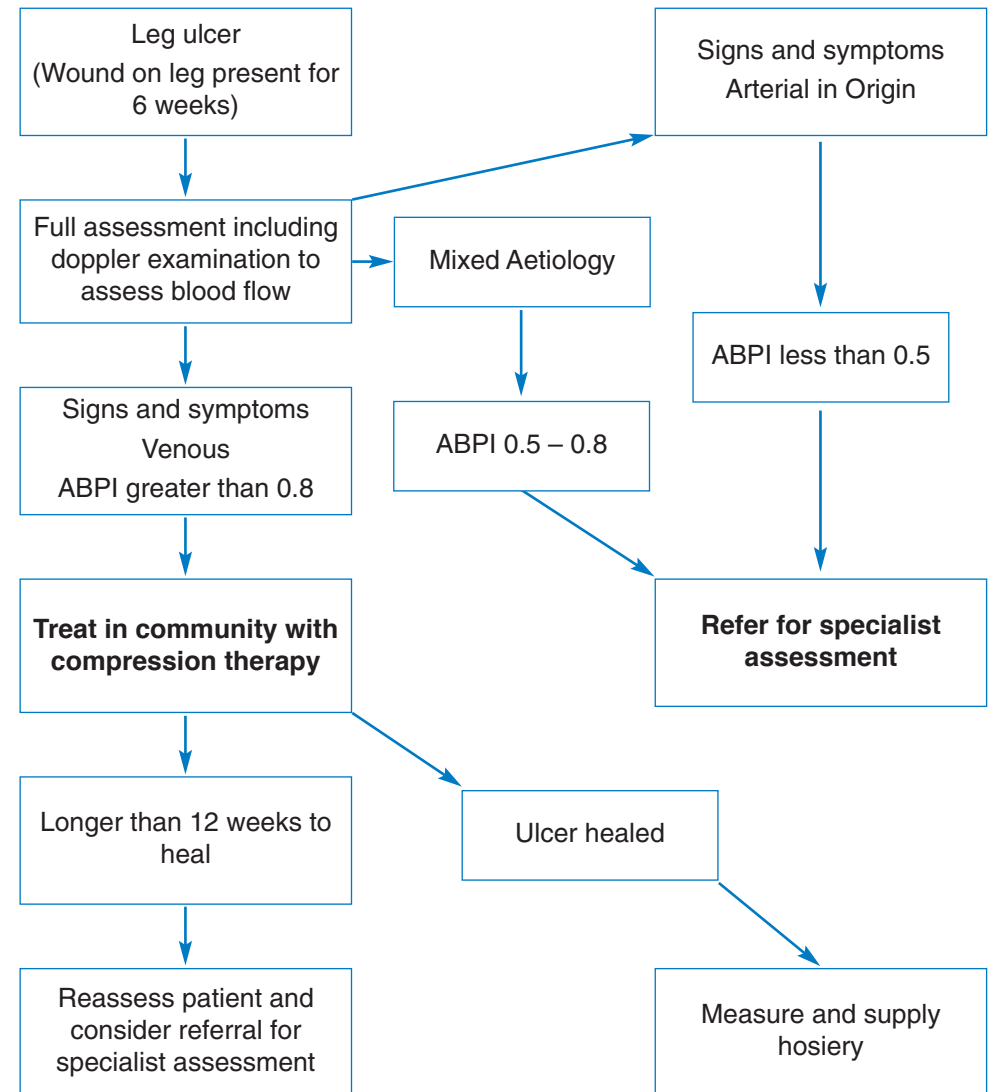 Leg ulcer
(Wound on leg present for
6 weeks)
Signs and symptoms
Arterial in Origin
Full assessment including
doppler examination to
assess blood flow
Mixed Aetiology
ABPI less than 0.5
Signs and symptoms
Venous
ABPI greater than 0.8
ABPI 0.5 – 0.8
Treat in community with
compression therapy
Refer for specialist
assessment
Longer than 12 weeks to
heal
Ulcer healed
Reassess patient and
consider referral for
specialist assessment
Measure and supply
hosiery